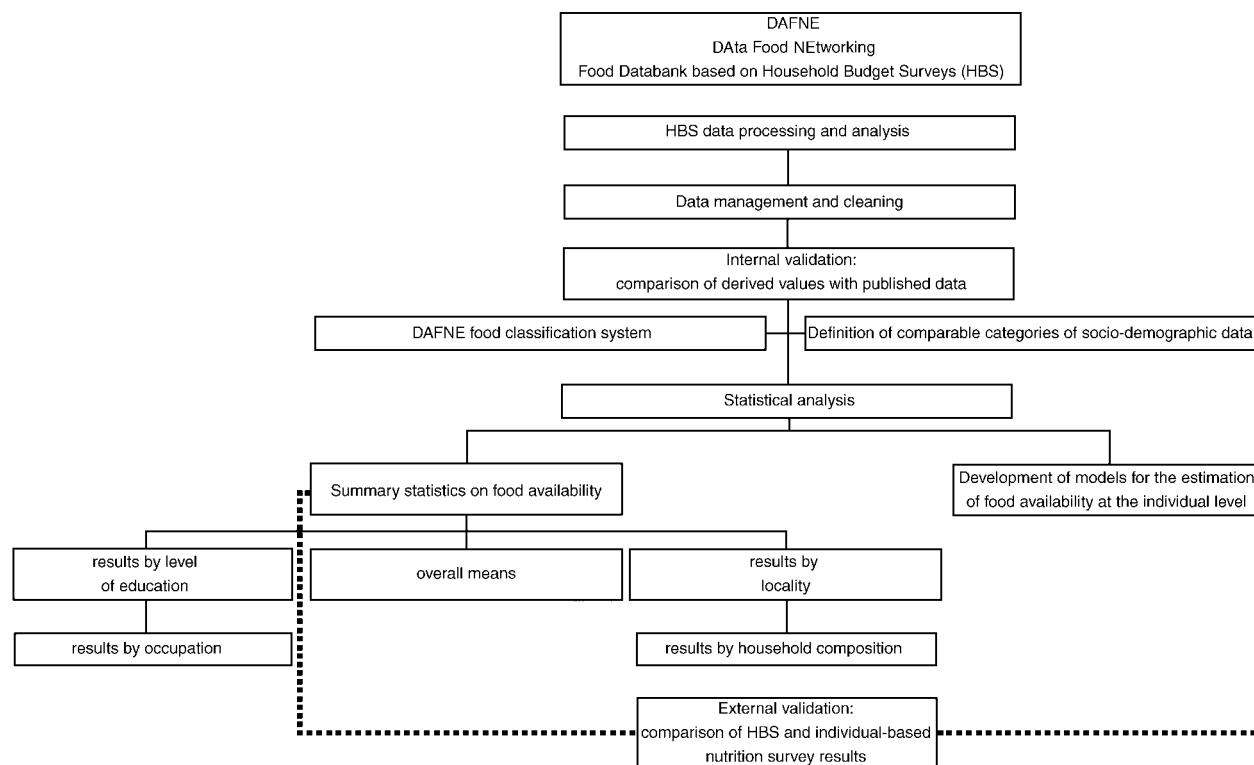 DAFNE
DAta Food NEtworking
Food Databank based on Household Budget Surveys (HBS)
HBS data processing and analysis
Data management and cleaning
Internal validation:
comparison of derived values with published data
DAFNE food classification system
Definition of comparable categories of socio-demographic data
Statistical analysis
Summary statistics on food availability
Development of models for the estimation
of food availability at the individual level
results by level
of education
overall means
results by
locality
results by occupation
results by household composition
External validation:
comparison of HBS and individual-based
nutrition survey results